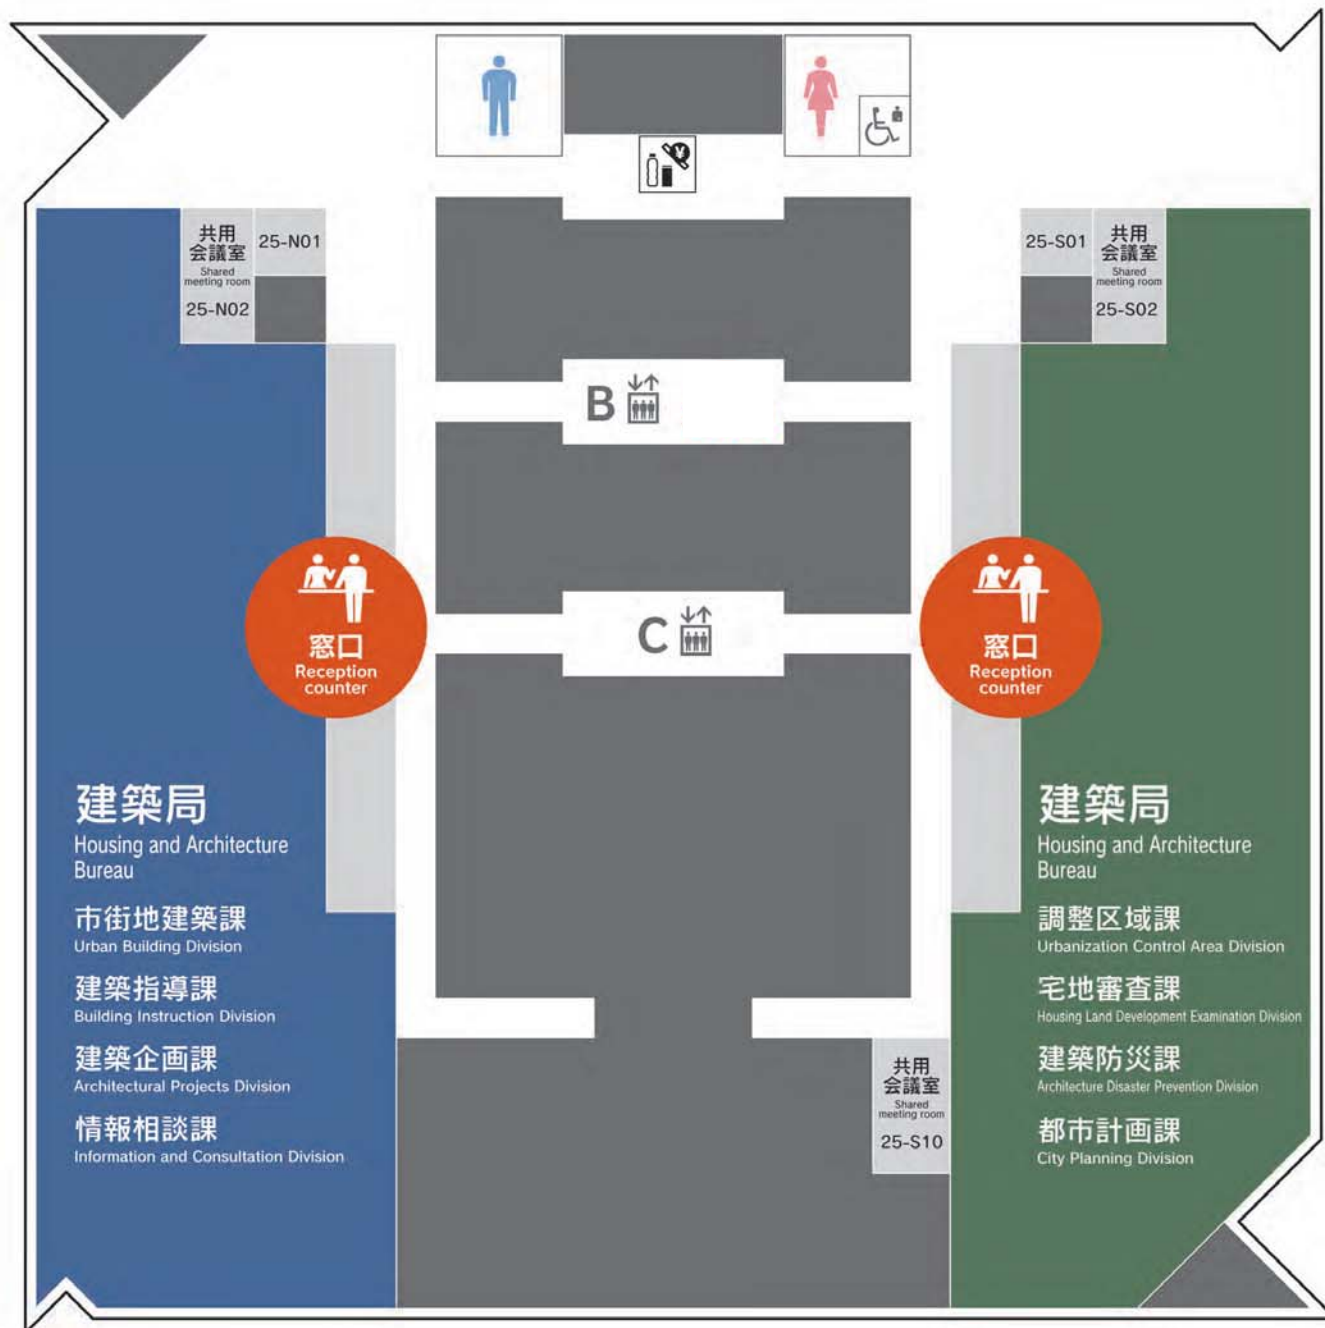 共用
会議室
Shared
meeting room
25-N02
25-N01
25-S01
共用
会議室
Shared
meeting room
25-S02
B
C
窓口
Reception
counter
窓口
Reception
counter
建築局
Housing and Architecture
Bureau
市街地建築課
Urban Building Division
建築指導課
Building Instruction Division
建築企画課
Architectural Projects Division
情報相談課
Information and Consultation Division
建築局
Housing and Architecture
Bureau
調整区域課
Urbanization Control Area Division
宅地審査課
Housing Land Development Examination Division
建築防災課
Architecture Disaster Prevention Division
都市計画課
City Planning Division
共用
会議室
Shared
meeting room
25-S10
¥